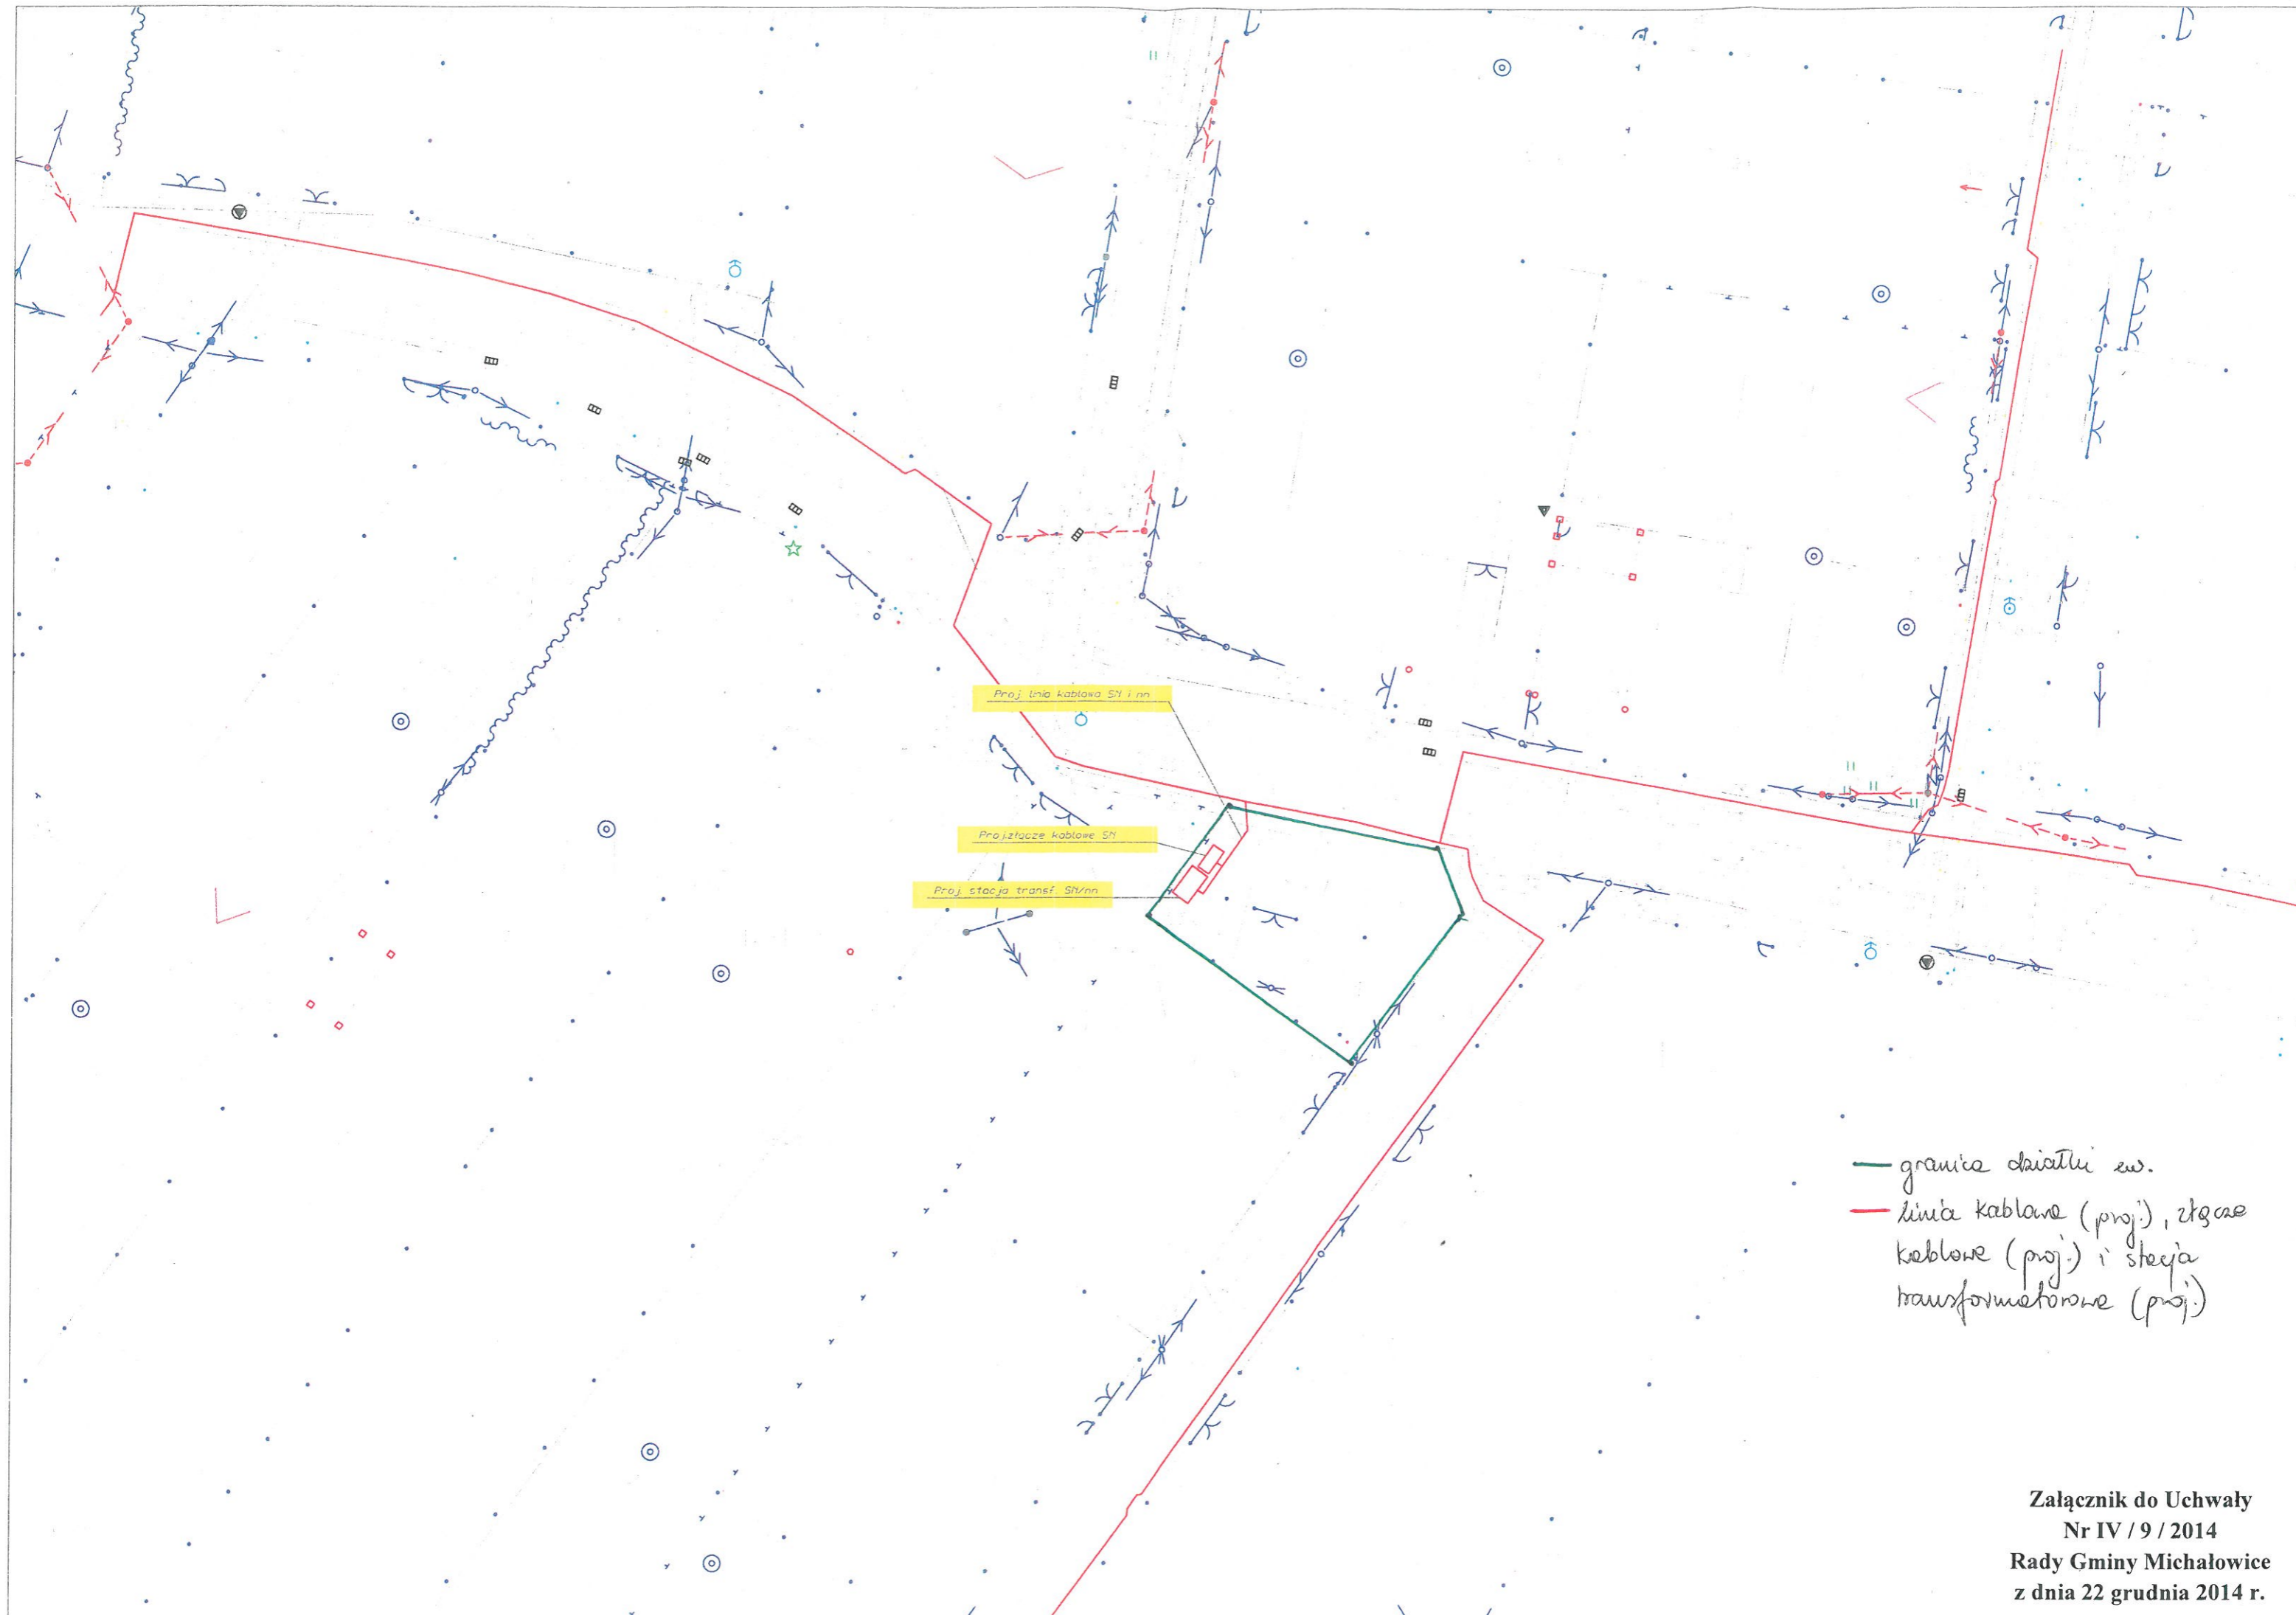 Proj. linia kablowa SN i nn
Proj.złącze kablowe SN
Proj. stacja transf. SN/nn
granica działki ew.
linia kablowa (proj.), złącze
kablowe (proj.) i stacja
transformatorowa (proj.)
Załącznik do Uchwały
Nr IV / 9 / 2014
Rady Gminy Michałowice
z dnia 22 grudnia 2014 r.